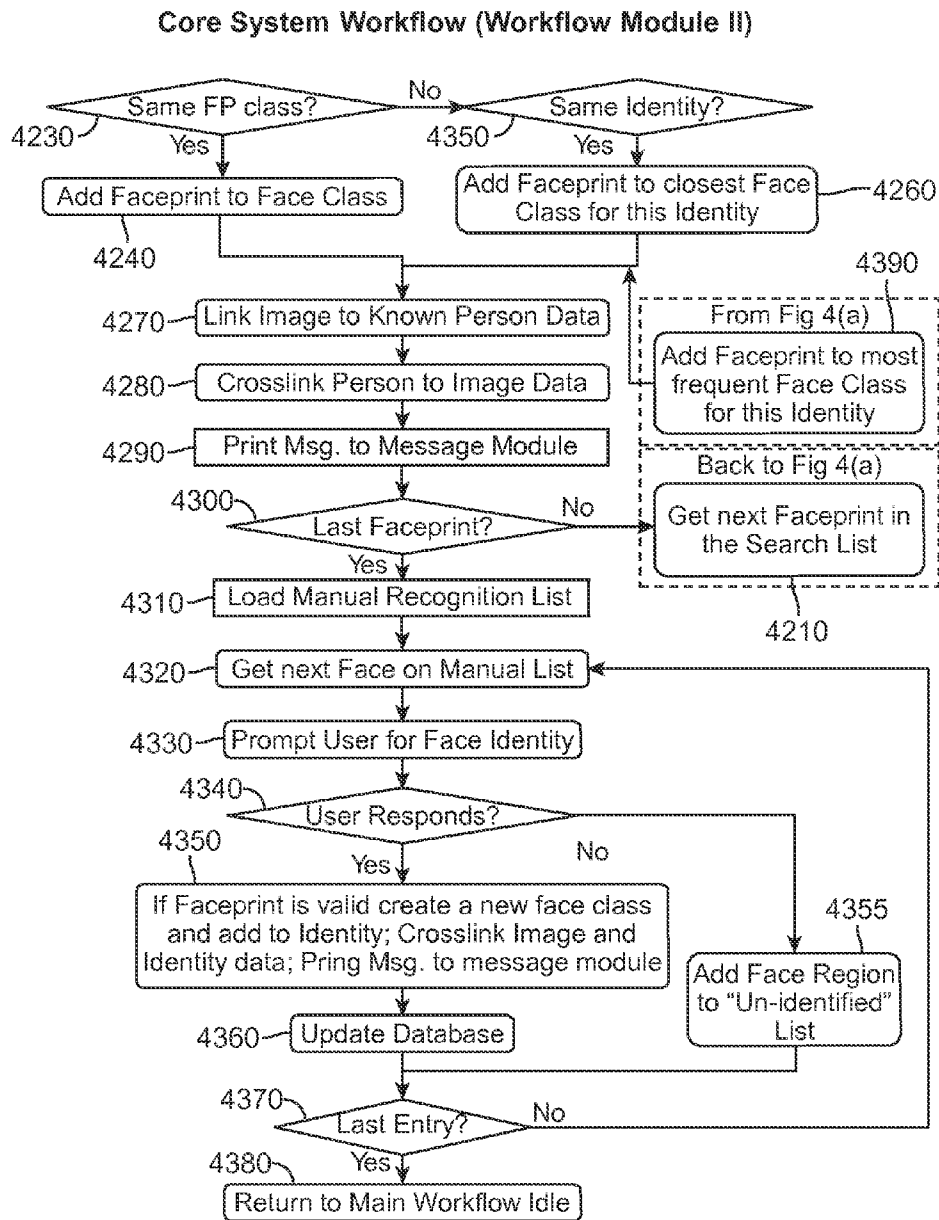 Core System Workflow (Workflow Module II)
Same FP class?
No
Same Identity?
4230
Yes
4350
Yes
Add Faceprint to Face Class
4240
Add Faceprint to closest Face
Class for this Identity
4260
4390
From Fig 4(a)
Add Faceprint to most
frequent Face Class
for this Identity
4270
Link Image to Known Person Data
4280
Crosslink Person to Image Data
4290
Print Msg. to Message Module
Back to Fig 4(a)
4300
Last Faceprint?
No
Get next Faceprint in
the Search List
4210
Yes
4310
Load Manual Recognition List
4320
Get next Face on Manual List
4330
Prompt User for Face Identity
4340
User Responds?
4350
Yes
No
If Faceprint is valid create a new face class
and add to Identity; Crosslink Image and
Identity data; Pring Msg. to message module
4355
Add Face Region
to "Un-identified"
List
4360
Update Database
4370
Last Entry?
No
4380
Yes
Return to Main Workflow Idle